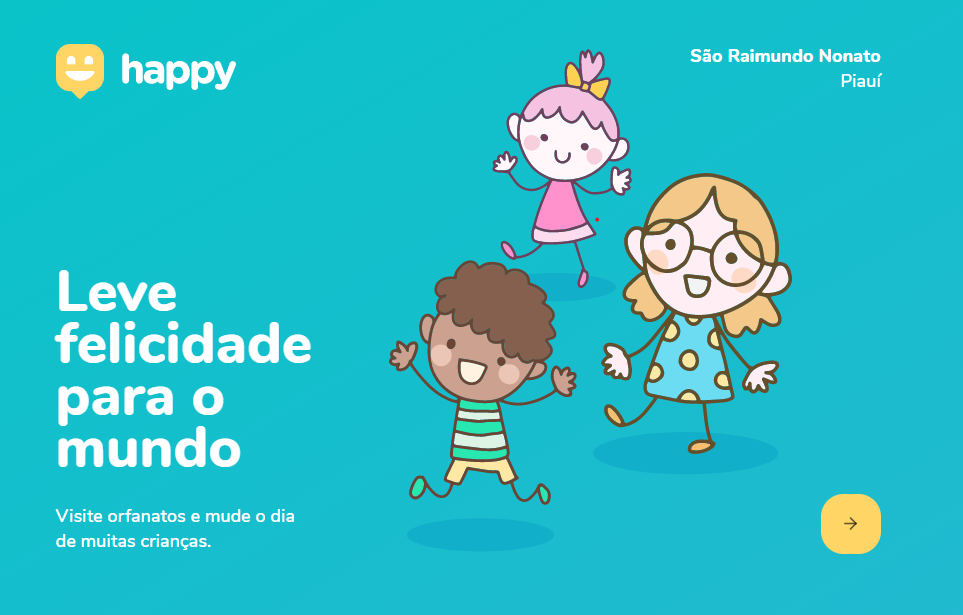 happy
São Raimundo Nonato
Piauí
Leve
felicidade
para o
mundo
Visite orfanatos e mude o dia
de muitas crianças.